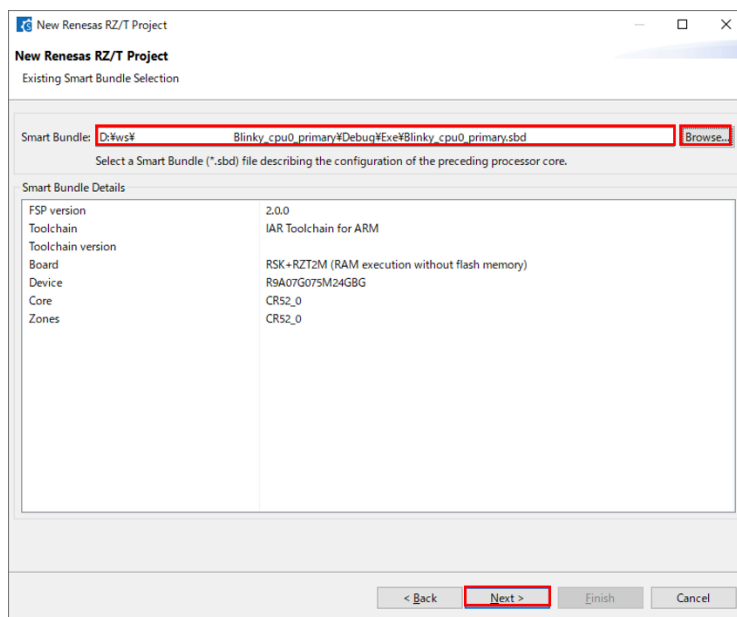 New Renesas RZ/T Project
New Renesas RZ/T Project
Existing Smart Bundle Selection
Smart Bundle: D:¥ws¥ Blinky_cpu0_primary¥Debug¥Exe¥Blinky_cpu0_primary.sbd Browse...
Select a Smart Bundle (*.sbd) file describing the configuration of the preceding processor core.
Smart Bundle Details
FSP version 2.0.0
Toolchain IAR Toolchain for ARM
Toolchain version
Board RSK+RZT2M (RAM execution without flash memory)
Device R9A07G075M24GBG
Core CR52_0
Zones CR52_0
< Back Next > Finish Cancel